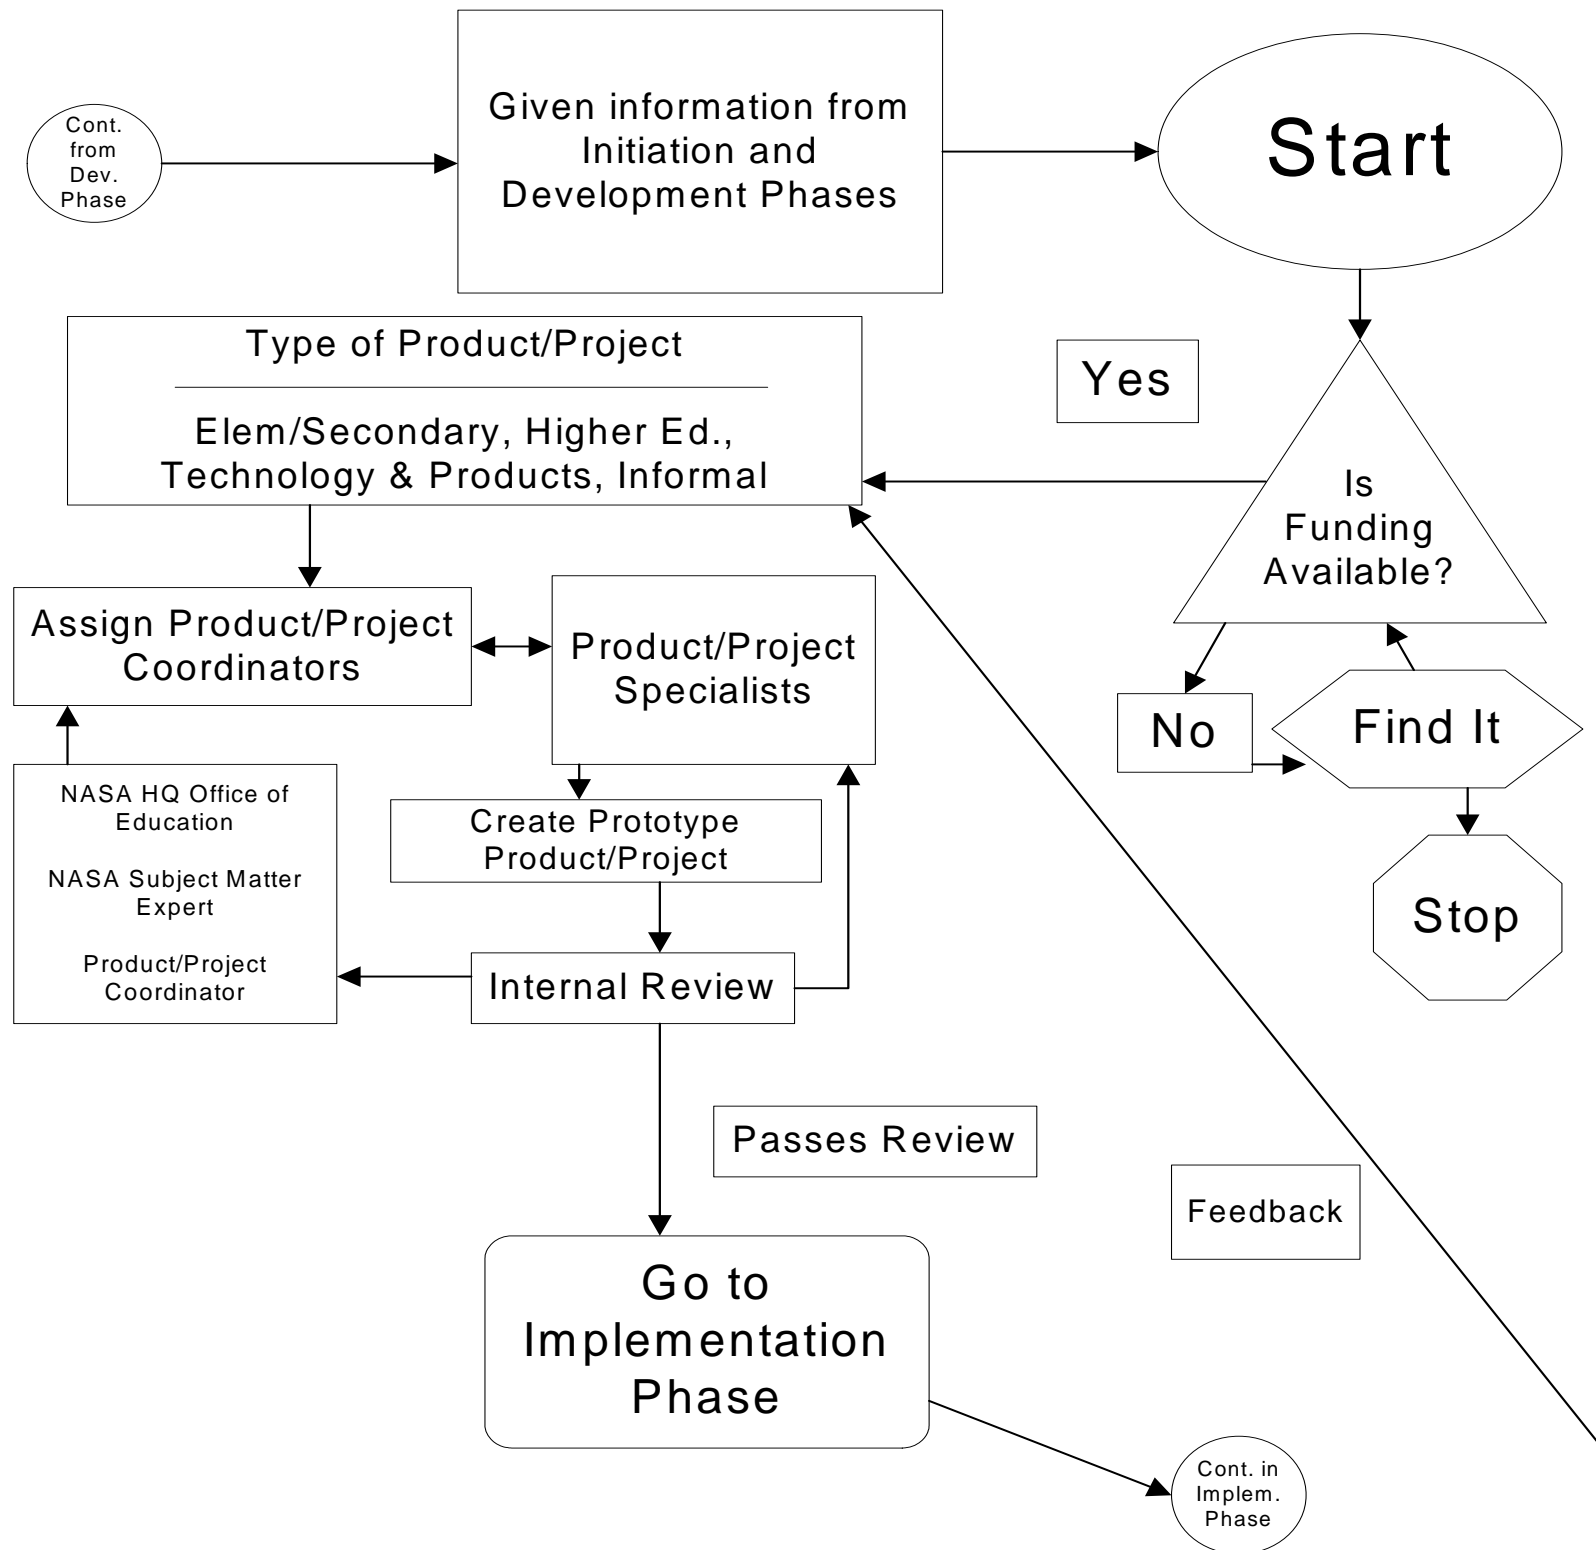 Cont.
from
Dev.
Phase
Given information from
Initiation and
Development Phases
Start
Type of Product/Project
Elem/Secondary, Higher Ed.,
Technology & Products, Informal
Yes
Is
Funding
Available?
Assign Product/Project
Coordinators
Product/Project
Specialists
No
Find It
NASA HQ Office of
Education
NASA Subject Matter
Expert
Product/Project
Coordinator
Create Prototype
Product/Project
Stop
Internal Review
Passes Review
Feedback
Go to
Implementation
Phase
Cont. in
Implem.
Phase